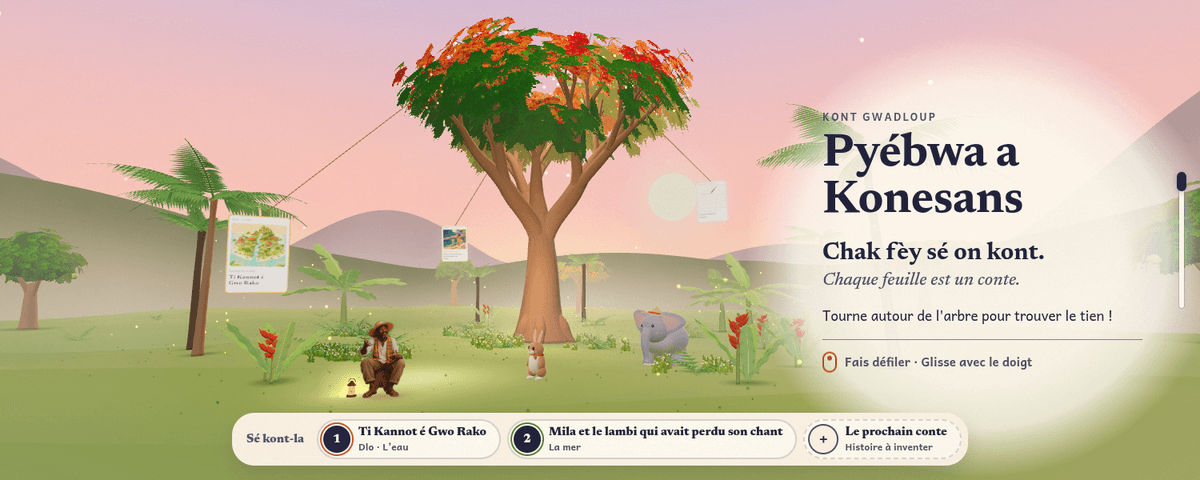 KONT GWADLOUP
Pyébwa a
Konesans
Chak fèy sé on kont.
Chaque feuille est un conte.
Tourne autour de l'arbre pour trouver le tien !
Fais défiler · Glisse avec le doigt
Ti Kannot é
Gwo Rako
Sé kont-la
1
Ti Kannot é Gwo Rako
Dlo · L'eau
2
Mila et le lambi qui avait perdu son chant
La mer
+
Le prochain conte
Histoire à inventer